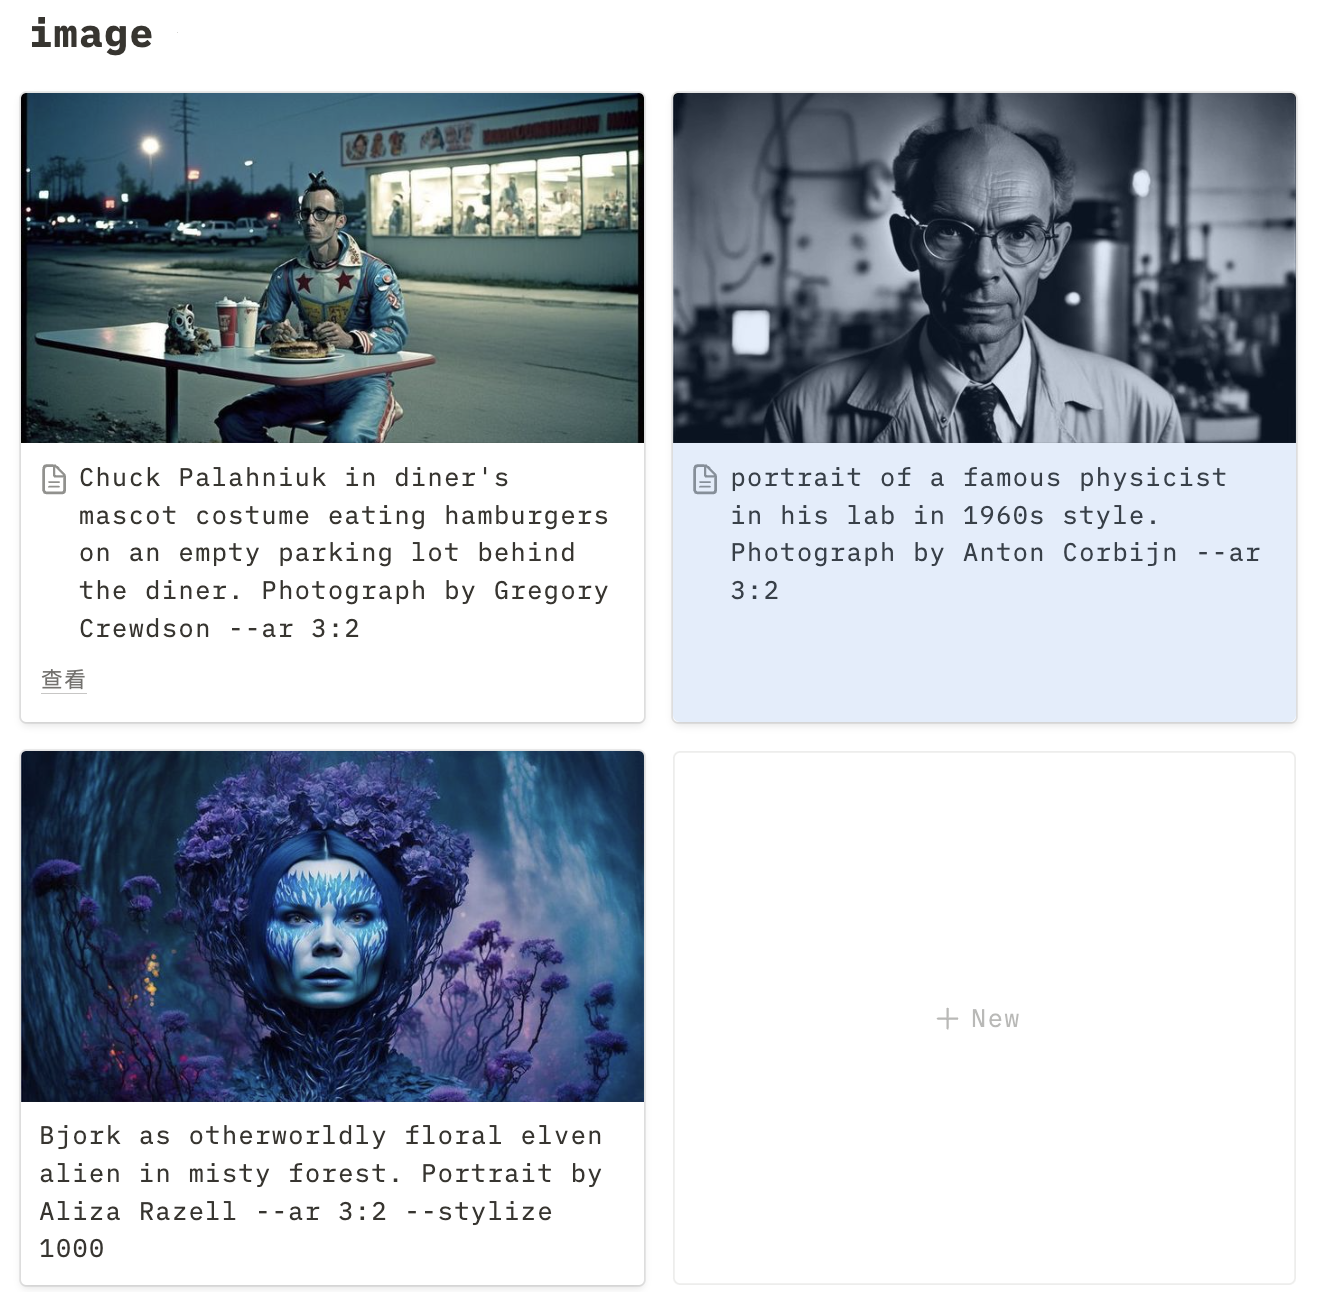 image
Chuck Palahniuk in diner's
mascot costume eating hamburgers
on an empty parking lot behind
the diner. Photograph by Gregory
Crewdson --ar 3:2
查看
portrait of a famous physicist
in his lab in 1960s style.
Photograph by Anton Corbijn --ar
3:2
Bjork as otherworldly floral elven
alien in misty forest. Portrait by
Aliza Razell --ar 3:2 --stylize
1000
+ New